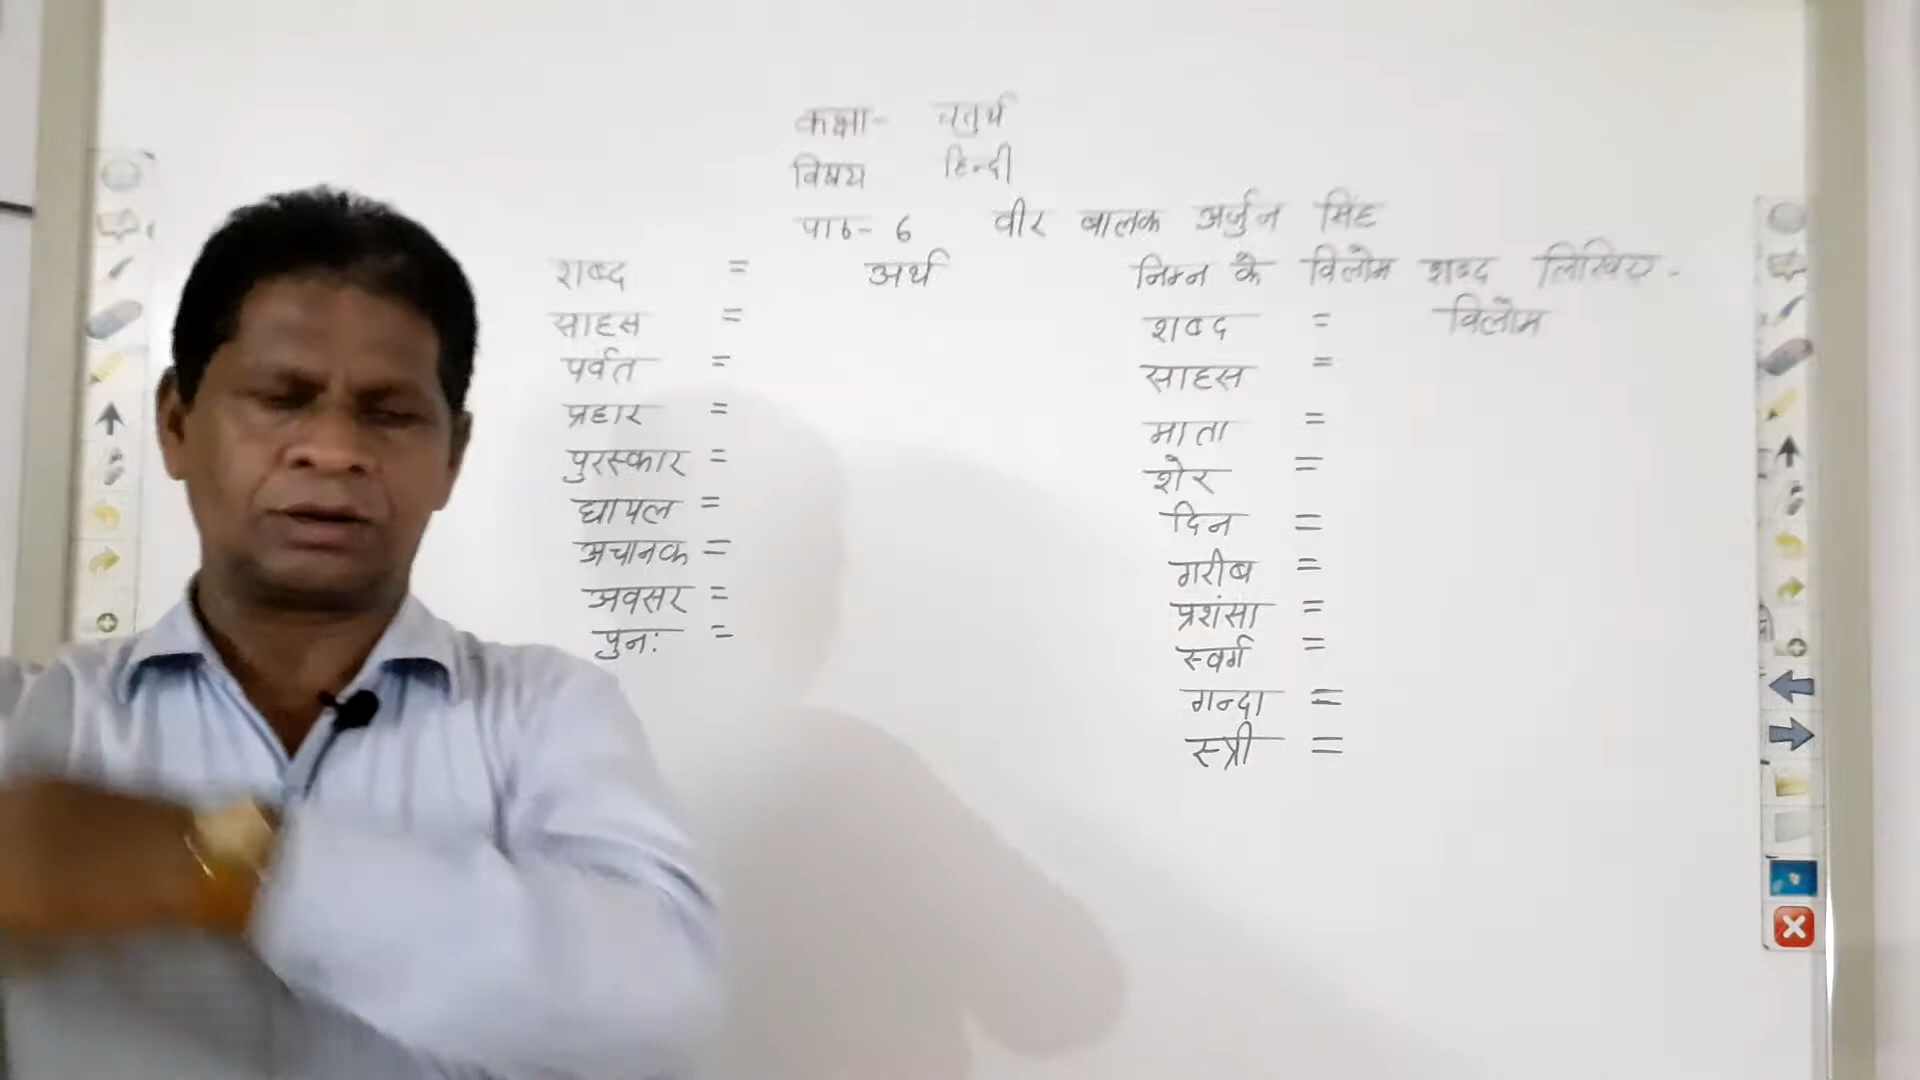 कक्षा- चतुर्थ
विषय हिन्दी
पाठ- 6 वीर बालक अर्जुन सिंह
शब्द = अर्थ
साहस =
पर्वत =
प्रहार =
पुरस्कार =
घायल =
अचानक =
अवसर =
पुनः =
निम्न के विलोम शब्द लिखिए -
शब्द = विलोम
साहस =
माता =
शेर =
दिन =
गरीब =
प्रशंसा =
स्वर्ग =
गन्दा =
स्त्री =